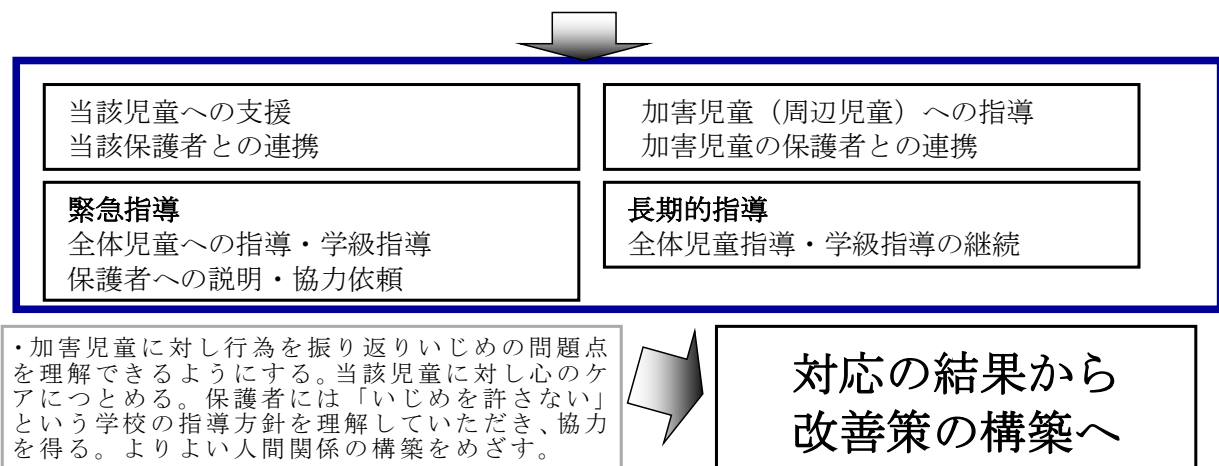 当該児童への支援
当該保護者との連携
加害児童（周辺児童）への指導
加害児童の保護者との連携
緊急指導
全体児童への指導・学級指導
保護者への説明・協力依頼
長期的指導
全体児童指導・学級指導の継続
・加害児童に対し行為を振り返りいじめの問題点
を理解できるようにする。当該児童に対し心のケ
アにつとめる。保護者には「いじめを許さない」
という学校の指導方針を理解していただき、協力
を得る。よりよい人間関係の構築をめざす。
対応の結果から
改善策の構築へ